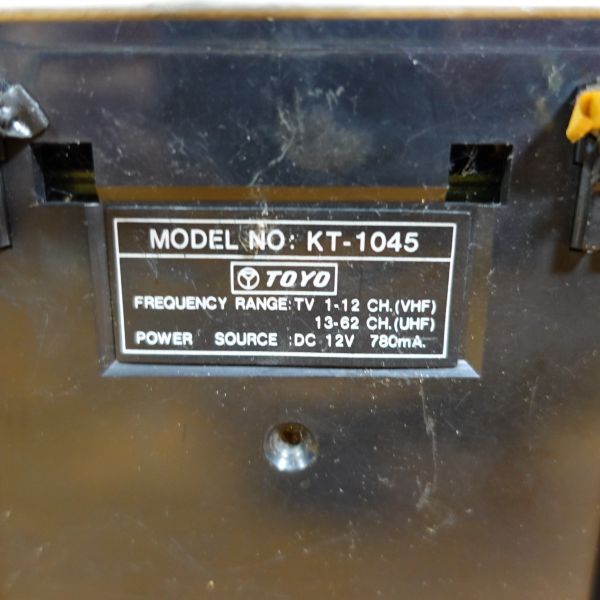 MODEL NO: KT-1045
TOYO
FREQUENCY RANGE: TV 1-12 CH.(VHF)
13-62 CH.(UHF)
POWER SOURCE :DC 12V 780mA.